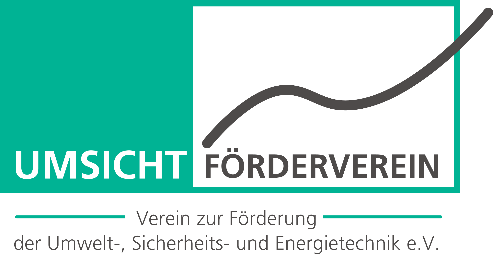 UMSICHT FÖRDERVEREIN
Verein zur Förderung
der Umwelt-, Sicherheits- und Energietechnik e.V.